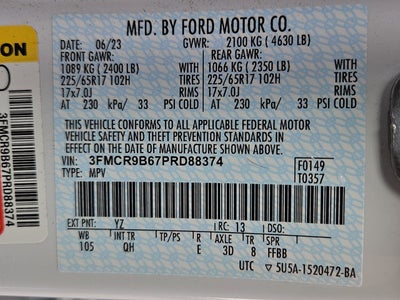 MFD. BY FORD MOTOR CO.
DATE: 06/23 GVWR: 2100 KG ( 4630 LB)
FRONT GAWR: REAR GAWR:
1089 KG ( 2400 LB) WITH 1066 KG ( 2350 LB) WITH
225/65R17 102H TIRES 225/65R17 102H TIRES
17x7.0J RIMS 17x7.0J RIMS
AT 230 kPa/ 33 PSI COLD AT 230 kPa/ 33 PSI COLD
THIS VEHICLE CONFORMS TO ALL APPLICABLE FEDERAL MOTOR
VEHICLE SAFETY AND THEFT PREVENTION STANDARDS IN
EFFECT ON THE DATE OF MANUFACTURE SHOWN ABOVE.
VIN: 3FMCR9B67PRD88374
TYPE: MPV
F0149
T0357
EXT PNT: YZ RC: 13 DSO:
WB INT TR TP/PS R AXLE TR SPR
105 QH E 3D 8 FFBB
UTC 5U5A-1520472-BA
3FMCR9B67PRD88374